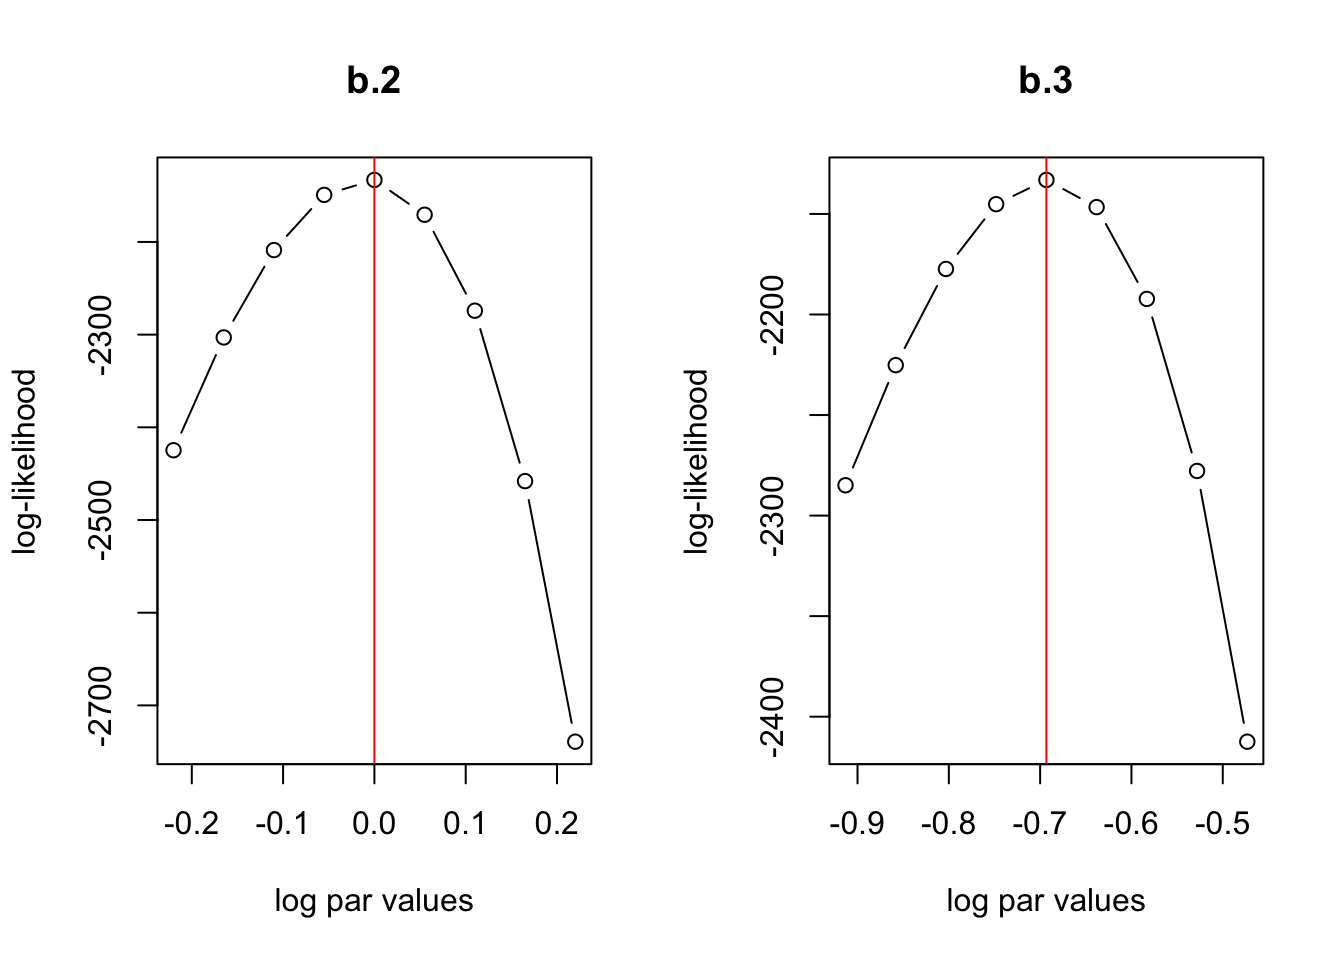 b.2
log-likelihood
-2300
-2500
-2700
-0.2 -0.1 0.0 0.1 0.2
log par values
b.3
log-likelihood
-2200
-2300
-2400
-0.9 -0.8 -0.7 -0.6 -0.5
log par values